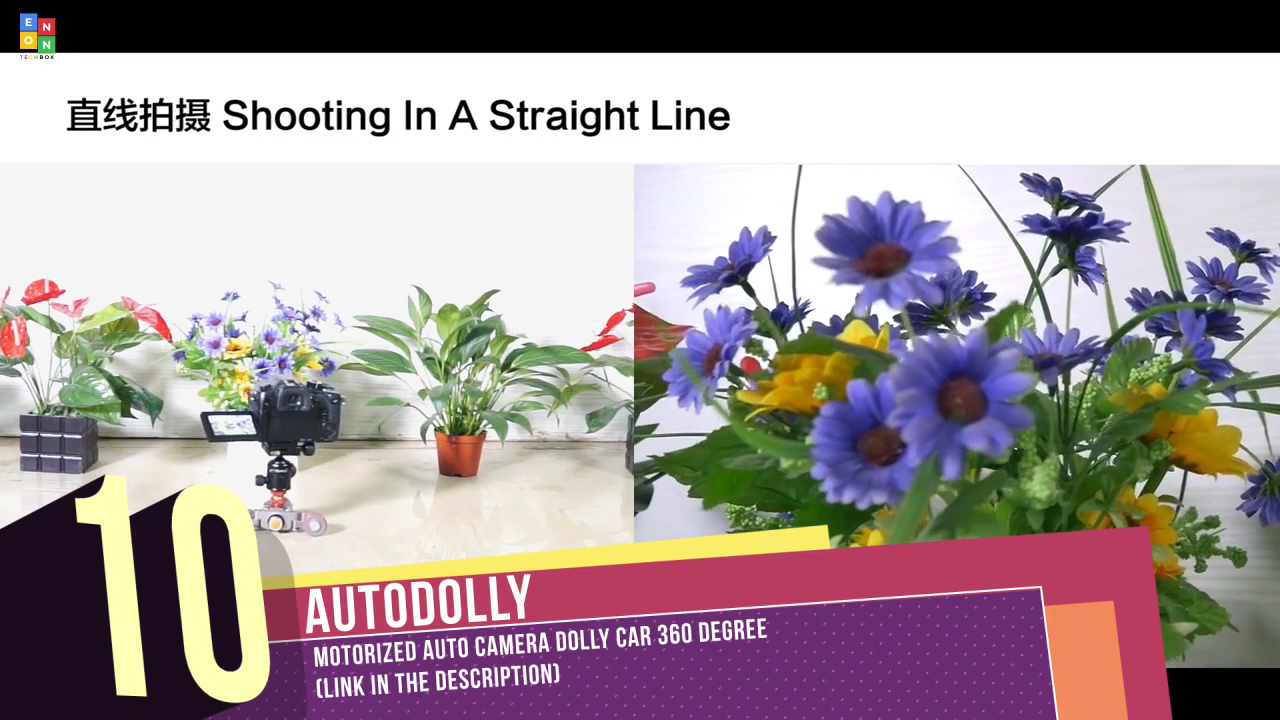 E N
O N
TECHBOX
直线拍摄 Shooting In A Straight Line
10
AUTODOLLY
MOTORIZED AUTO CAMERA DOLLY CAR 360 DEGREE
(LINK IN THE DESCRIPTION)